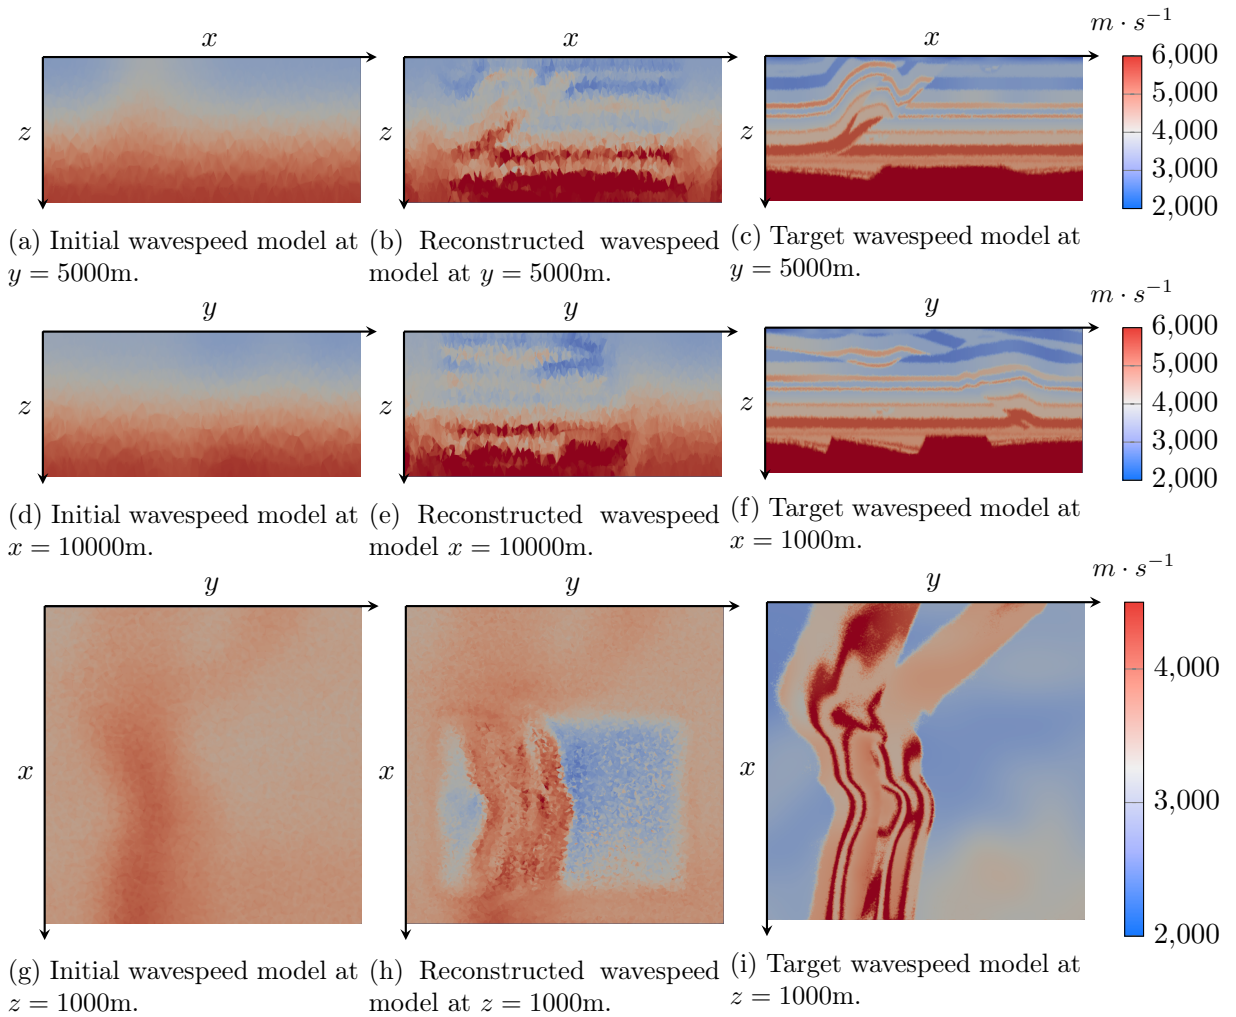 x
x
x
m · s⁻¹
z
z
z
6,000
5,000
4,000
3,000
2,000
(a) Initial wavespeed model at
y = 5000m.
(b) Reconstructed wavespeed
model at y = 5000m.
(c) Target wavespeed model at
y = 5000m.
y
y
y
m · s⁻¹
z
z
z
6,000
5,000
4,000
3,000
2,000
(d) Initial wavespeed model at
x = 10000m.
(e) Reconstructed wavespeed
model x = 10000m.
(f) Target wavespeed model at
x = 1000m.
y
y
y
m · s⁻¹
x
x
x
4,000
3,000
2,000
(g) Initial wavespeed model at
z = 1000m.
(h) Reconstructed wavespeed
model at z = 1000m.
(i) Target wavespeed model at
z = 1000m.